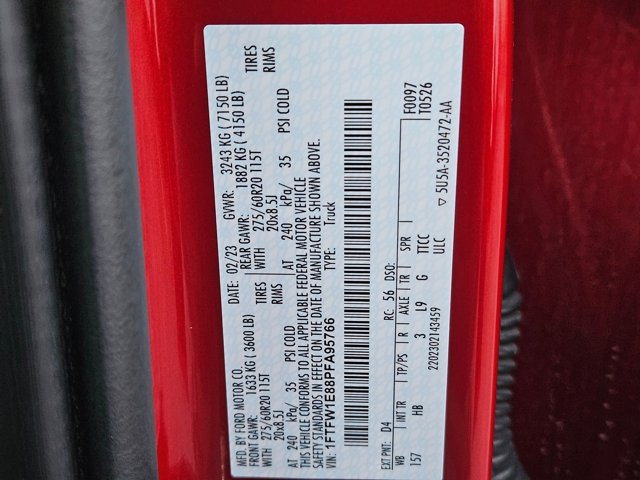 MFD. BY FORD MOTOR CO. DATE: 02/23 GVWR: 3243 KG ( 7150 LB)
FRONT GAWR: 1633 KG (3600 LB) REAR GAWR: 1882 KG ( 4150 LB)
WITH 275/60R20 115T TIRES WITH 275/60R20 115T TIRES
20x8.5J RIMS 20x8.5J RIMS
AT 240 kPa/ 35 PSI COLD AT 240 kPa/ 35 PSI COLD
THIS VEHICLE CONFORMS TO ALL APPLICABLE FEDERAL MOTOR VEHICLE
SAFETY STANDARDS IN EFFECT ON THE DATE OF MANUFACTURE SHOWN ABOVE.
1FTFW1E88PFA95766 TYPE: Truck
F0097
T0526
EXT PNT: D4 RC: 56 DSO:
WB INT TR TP/PS R AXLE TR SPR
157 HB 3 L9 G TTCC
2202302143459 ULC
▽ 5U5A-3520472-AA